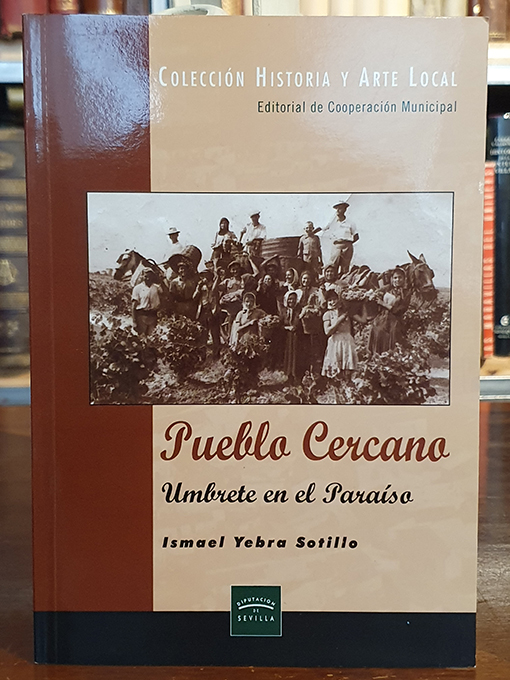 Colección Historia y Arte Local
Editorial de Cooperación Municipal
Pueblo Cercano
Umbrete en el Paraíso
Ismael Yebra Sotillo
DIPUTACION
DE
SEVILLA